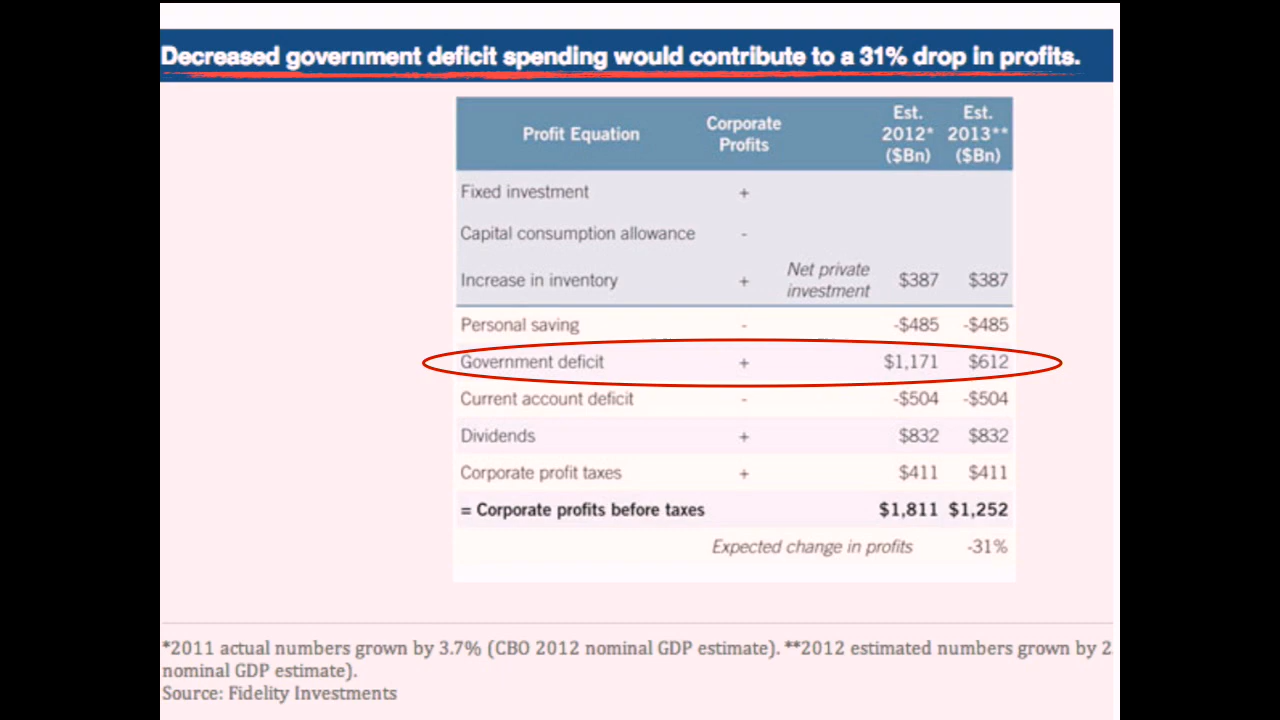 Decreased government deficit spending would contribute to a 31% drop in profits.
Profit Equation Corporate Profits Est. 2012* ($Bn) Est. 2013** ($Bn)
Fixed investment +
Capital consumption allowance -
Increase in inventory + Net private investment $387 $387
Personal saving - -$485 -$485
Government deficit + $1,171 $612
Current account deficit - -$504 -$504
Dividends + $832 $832
Corporate profit taxes + $411 $411
= Corporate profits before taxes $1,811 $1,252
Expected change in profits -31%
*2011 actual numbers grown by 3.7% (CBO 2012 nominal GDP estimate). **2012 estimated numbers grown by 2
nominal GDP estimate).
Source: Fidelity Investments